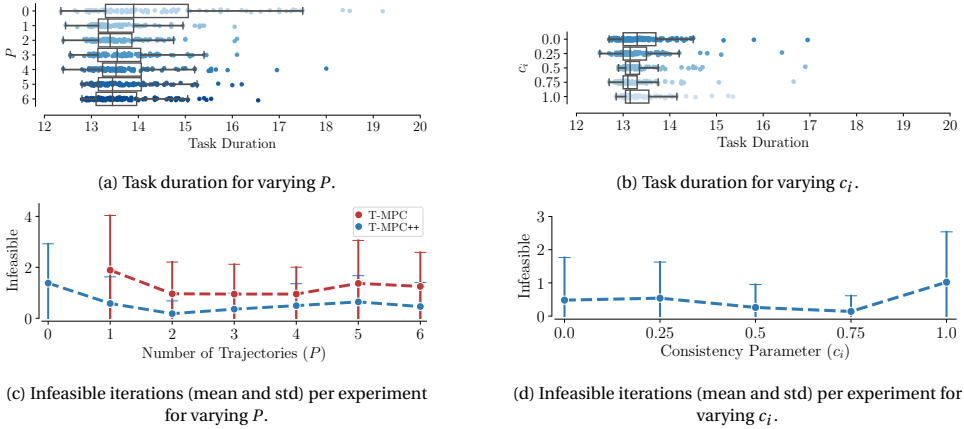 P
0
1
2
3
4
5
6
12 13 14 15 16 17 18 19 20
Task Duration
(a) Task duration for varying P.
c_i
0.0
0.25
0.5
0.75
1.0
12 13 14 15 16 17 18 19 20
Task Duration
(b) Task duration for varying c_i.
Infeasible
4
2
0
T-MPC
T-MPC++
0 1 2 3 4 5 6
Number of Trajectories (P)
(c) Infeasible iterations (mean and std) per experiment
for varying P.
Infeasible
3
2
1
0
0.0 0.25 0.5 0.75 1.0
Consistency Parameter (c_i)
(d) Infeasible iterations (mean and std) per experiment for
varying c_i.